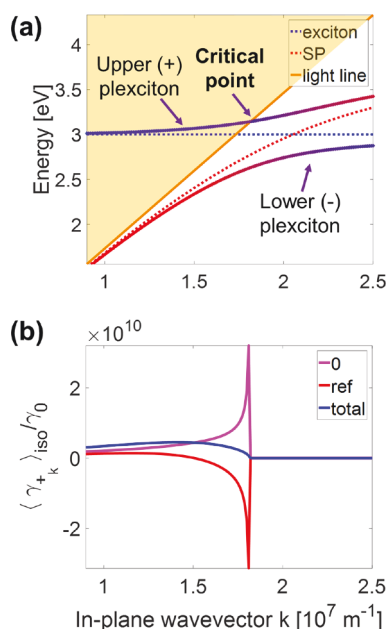 (a)
exciton
SP
light line
Upper (+)
plexciton
Critical
point
Lower (-)
plexciton
Energy [eV]
4
3.5
3
2.5
2
1
1.5
2
2.5
(b)
×10¹⁰
0
ref
total
⟨ γ₊ₖ ⟩ᵢₛₒ/γ₀
2
0
-2
1
1.5
2
2.5
In-plane wavevector k [10⁷ m⁻¹]